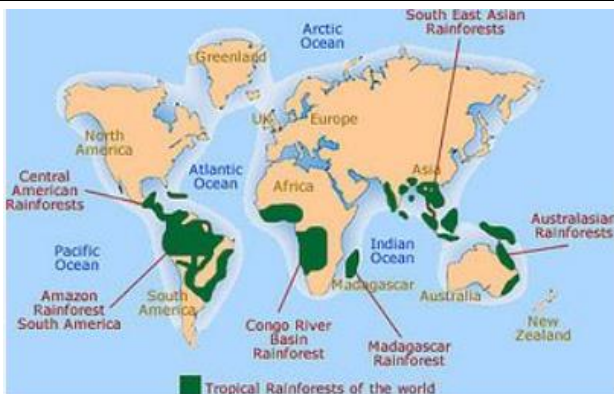 South East Asian
Rainforests
Arctic
Ocean
Greenland
UK
Europe
North
America
Atlantic
Ocean
Asia
Central
American
Rainforests
Africa
Australasian
Rainforests
Pacific
Ocean
Indian
Ocean
Amazon
Rainforest
South America
South
America
Madagascar
Australia
Congo River
Basin
Rainforest
Madagascar
Rainforest
New
Zealand
Tropical Rainforests of the world